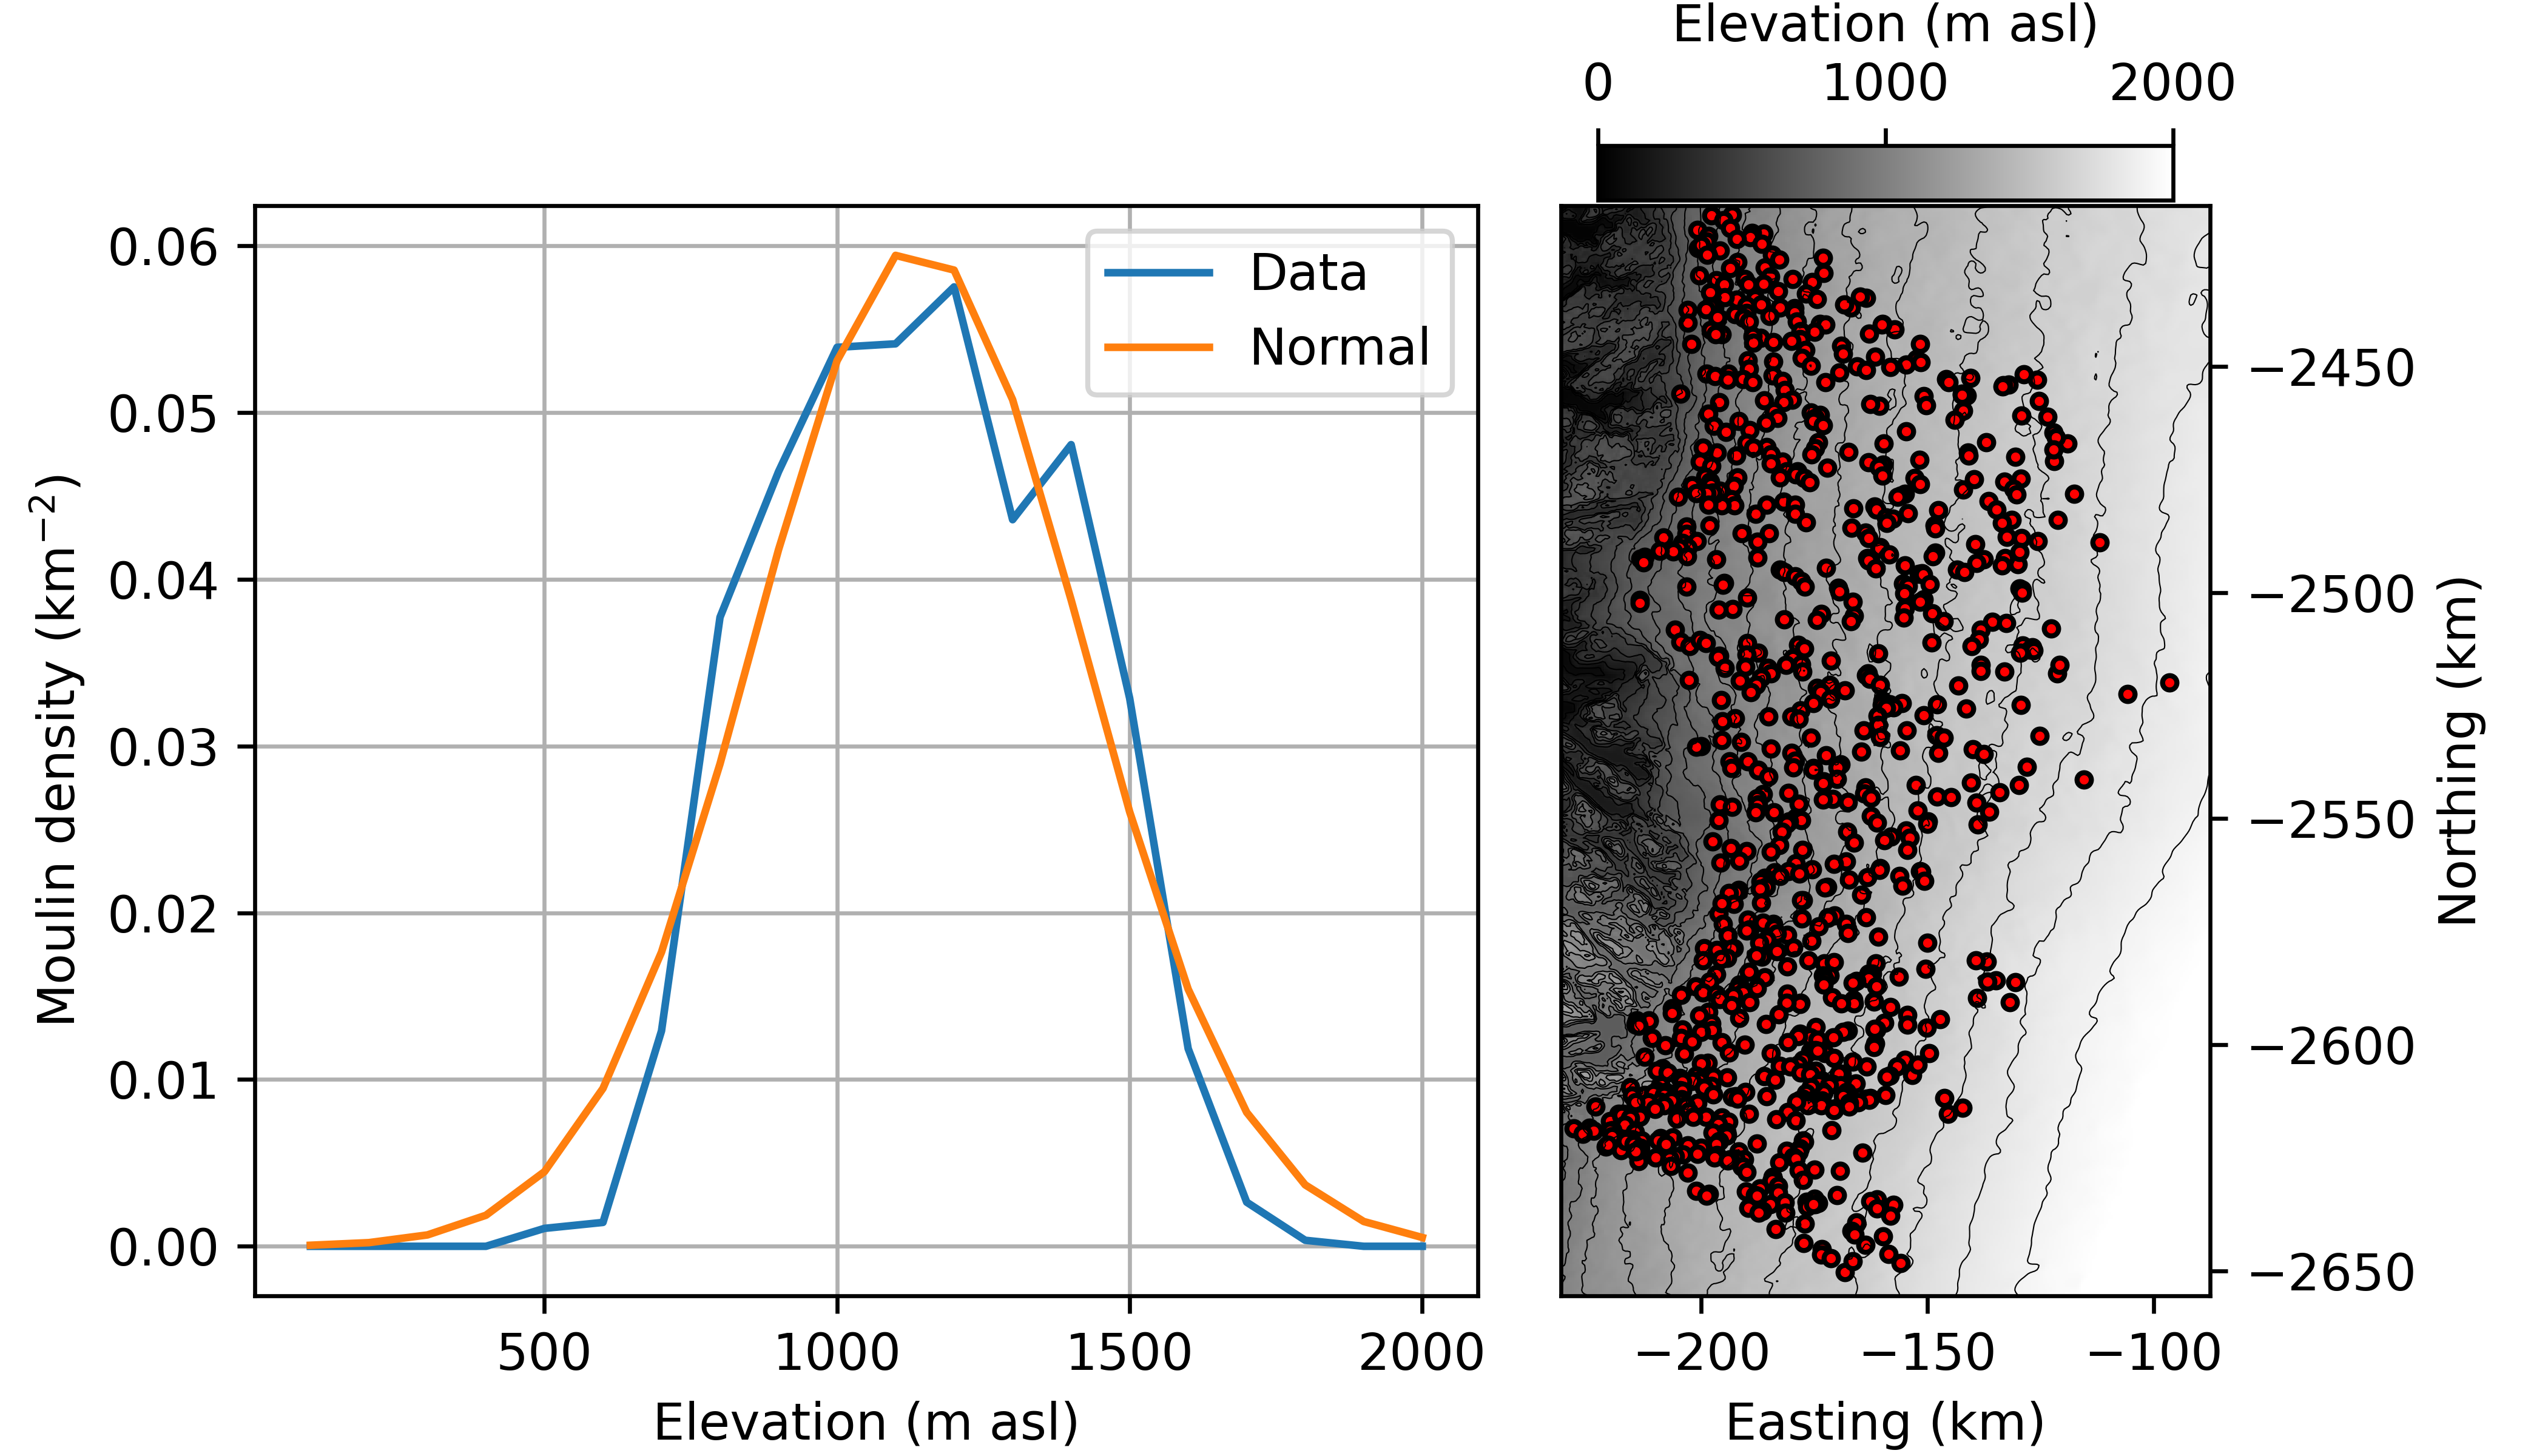 Elevation (m asl)
0 1000 2000
0.06
0.05
0.04
0.03
0.02
0.01
0.00
Moulin density (km⁻²)
Data
Normal
500 1000 1500 2000
Elevation (m asl)
−2450
−2500
−2550
−2600
−2650
Northing (km)
−200 −150 −100
Easting (km)